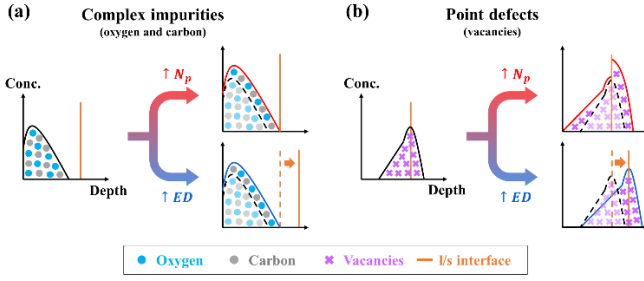 (a)
Complex impurities
(oxygen and carbon)
Conc.
Depth
↑ Np
↑ ED
(b)
Point defects
(vacancies)
Conc.
Depth
↑ Np
↑ ED
Oxygen
Carbon
Vacancies
l/s interface